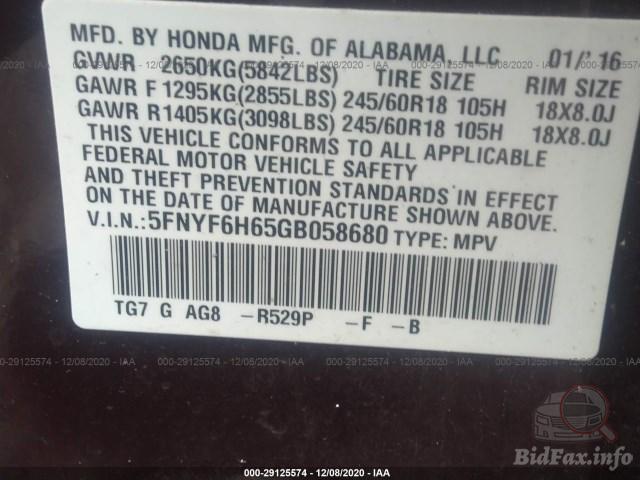 MFD. BY HONDA MFG. OF ALABAMA, LLC 01/ 16
GVWR 2650KG(5842LBS) TIRE SIZE RIM SIZE
GAWR F 1295KG(2855LBS) 245/60R18 105H 18X8.0J
GAWR R1405KG(3098LBS) 245/60R18 105H 18X8.0J
THIS VEHICLE CONFORMS TO ALL APPLICABLE
FEDERAL MOTOR VEHICLE SAFETY
AND THEFT PREVENTION STANDARDS IN EFFECT
ON THE DATE OF MANUFACTURE SHOWN ABOVE.
V.I.N.: 5FNYF6H65GB058680 TYPE: MPV
TG7 G AG8 -R529P -F -B
000-29125574 - 12/08/2020 - IAA
BidFax.info